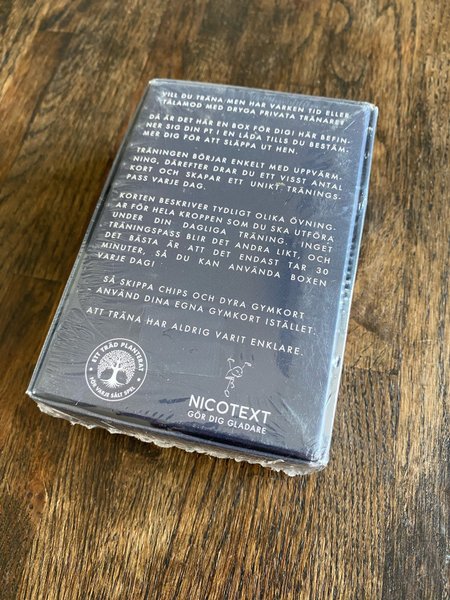 VILL DU TRÄNA MEN HAR VARKEN TID ELLER
TÅLAMOD MED DRYGA PRIVATA TRÄNARE?
DÅ ÄR DET HÄR EN BOX FÖR DIG! HÄR BEFIN-
NER SIG DIN PT I EN LÅDA TILLS DU BESTÄM-
MER DIG FÖR ATT SLÄPPA UT HEN.
TRÄNINGEN BÖRJAR ENKELT MED UPPVÄRM-
NING, DÄREFTER DRAR DU ETT VISST ANTAL
KORT OCH SKAPAR ETT UNIKT TRÄNINGS-
PASS VARJE DAG.
KORTEN BESKRIVER TYDLIGT OLIKA ÖVNING-
AR FÖR HELA KROPPEN SOM DU SKA UTFÖRA
UNDER DIN DAGLIGA TRÄNING. INGET
TRÄNINGSPASS BLIR DET ANDRA LIKT, OCH
DET BÄSTA ÄR ATT DET ENDAST TAR 30
MINUTER, SÅ DU KAN ANVÄNDA BOXEN
VARJE DAG!
SÅ SKIPPA CHIPS OCH DYRA GYMKORT
- ANVÄND DINA EGNA GYMKORT ISTÄLLET.
ATT TRÄNA HAR ALDRIG VARIT ENKLARE.
ETT TRÄD PLANTERAT
FÖR VARJE SÅLT SPEL
NICOTEXT
GÖR DIG GLADARE